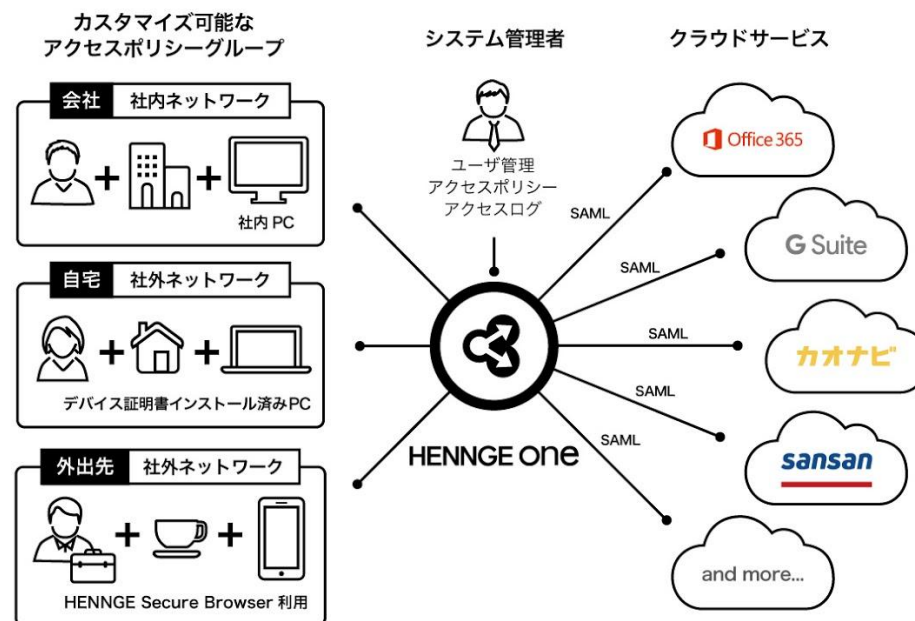 カスタマイズ可能な
アクセスポリシーグループ
会社 社内ネットワーク
社内 PC
自宅 社外ネットワーク
デバイス証明書インストール済みPC
外出先 社外ネットワーク
HENNGE Secure Browser 利用
システム管理者
ユーザ管理
アクセスポリシー
アクセスログ
HENNGE one
SAML
SAML
SAML
SAML
SAML
クラウドサービス
Office 365
G Suite
カオナビ
sansan
and more...